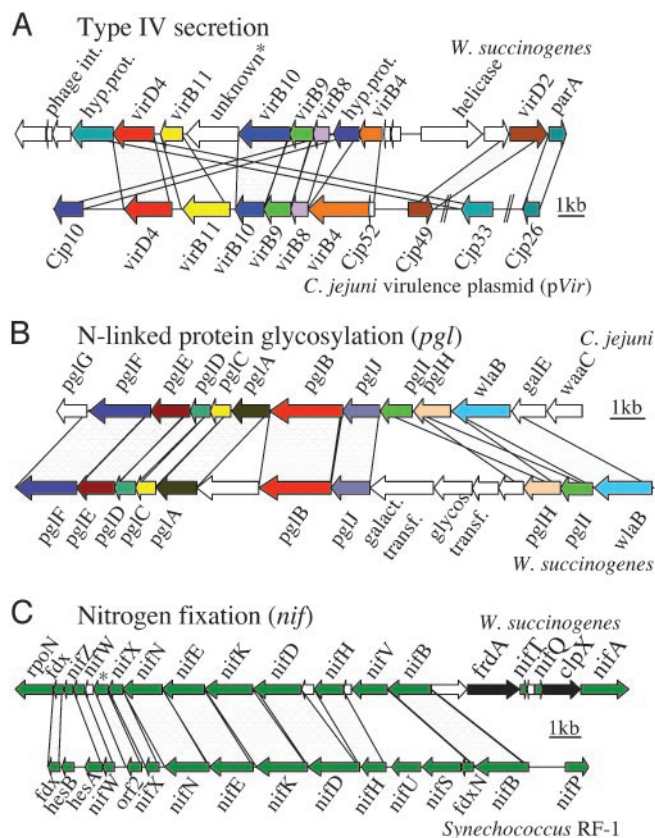 A Type IV secretion
W. succinogenes
phage int. hyp.prot. virD4 virB11 unknown* virB10 virB9 virB8 hyp.prot. virB4 helicase virD2 parA
1kb
Cjp10 virD4 virB11 virB10 virB9 virB8 virB4 Cjp52 Cjp49 Cjp33 Cjp26
C. jejuni virulence plasmid (pVir)
B N-linked protein glycosylation (pgl)
C. jejuni
pglG pglF pglE pglD pglC pglA pglB pglJ pglI pglH wlaB galE waaC
1kb
pglF pglE pglD pglC pglA pglB pglJ galact. transf. glycos. transf. pglH pglI wlaB
W. succinogenes
C Nitrogen fixation (nif)
W. succinogenes
rpoN fdx nifZ nifW * nifX nifN nifE nifK nifD nifH nifV nifB frdA nifT nifQ clpX nifA
1kb
fdx hesB hesA nifW orf2 nifX nifN nifE nifK nifD nifH nifU nifS fdxN nifB nifP
Synechococcus RF-1